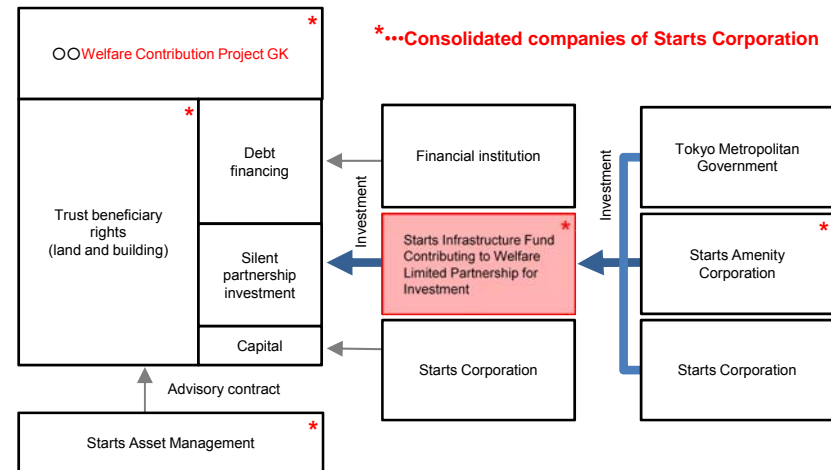 *
○○Welfare Contribution Project GK
*•••Consolidated companies of Starts Corporation
*
Trust beneficiary
rights
(land and building)
Debt
financing
Silent
partnership
investment
Capital
Investment
Financial institution
*
Starts Infrastructure Fund
Contributing to Welfare
Limited Partnership for
Investment
Starts Corporation
Investment
Tokyo Metropolitan
Government
*
Starts Amenity
Corporation
Starts Corporation
Advisory contract
*
Starts Asset Management